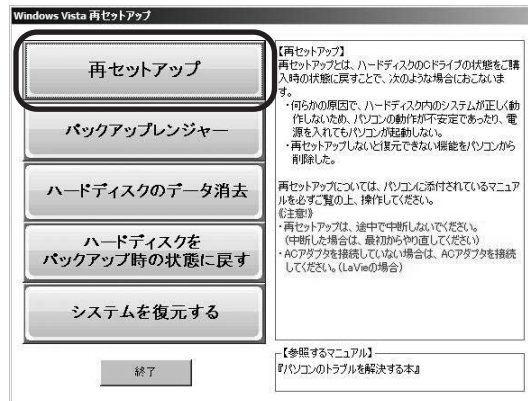 Windows Vista 再セットアップ
再セットアップ
バックアップレンジャー
ハードディスクのデータ消去
ハードディスクを
バックアップ時の状態に戻す
システムを復元する
終了
【再セットアップ】
再セットアップとは、ハードディスクのCドライブの状態をご購
入時の状態に戻すことで、次のような場合におこないま
す。
・何らかの原因で、ハードディスク内のシステムが正しく動
作しないため、パソコンの動作が不安定であったり、電
源を入れてもパソコンが起動しない。
・再セットアップしないと復元できない機能をパソコンから
削除した。
再セットアップについては、パソコンに添付されているマニュア
ルを必ずご覧の上、操作してください。
《注意!》
・再セットアップは、途中で中断しないでください。
(中断した場合は、最初からやり直してください)
・ACアダプタを接続していない場合は、ACアダプタを接続
してください。(LaVieの場合)
【参照するマニュアル】
『パソコンのトラブルを解決する本』